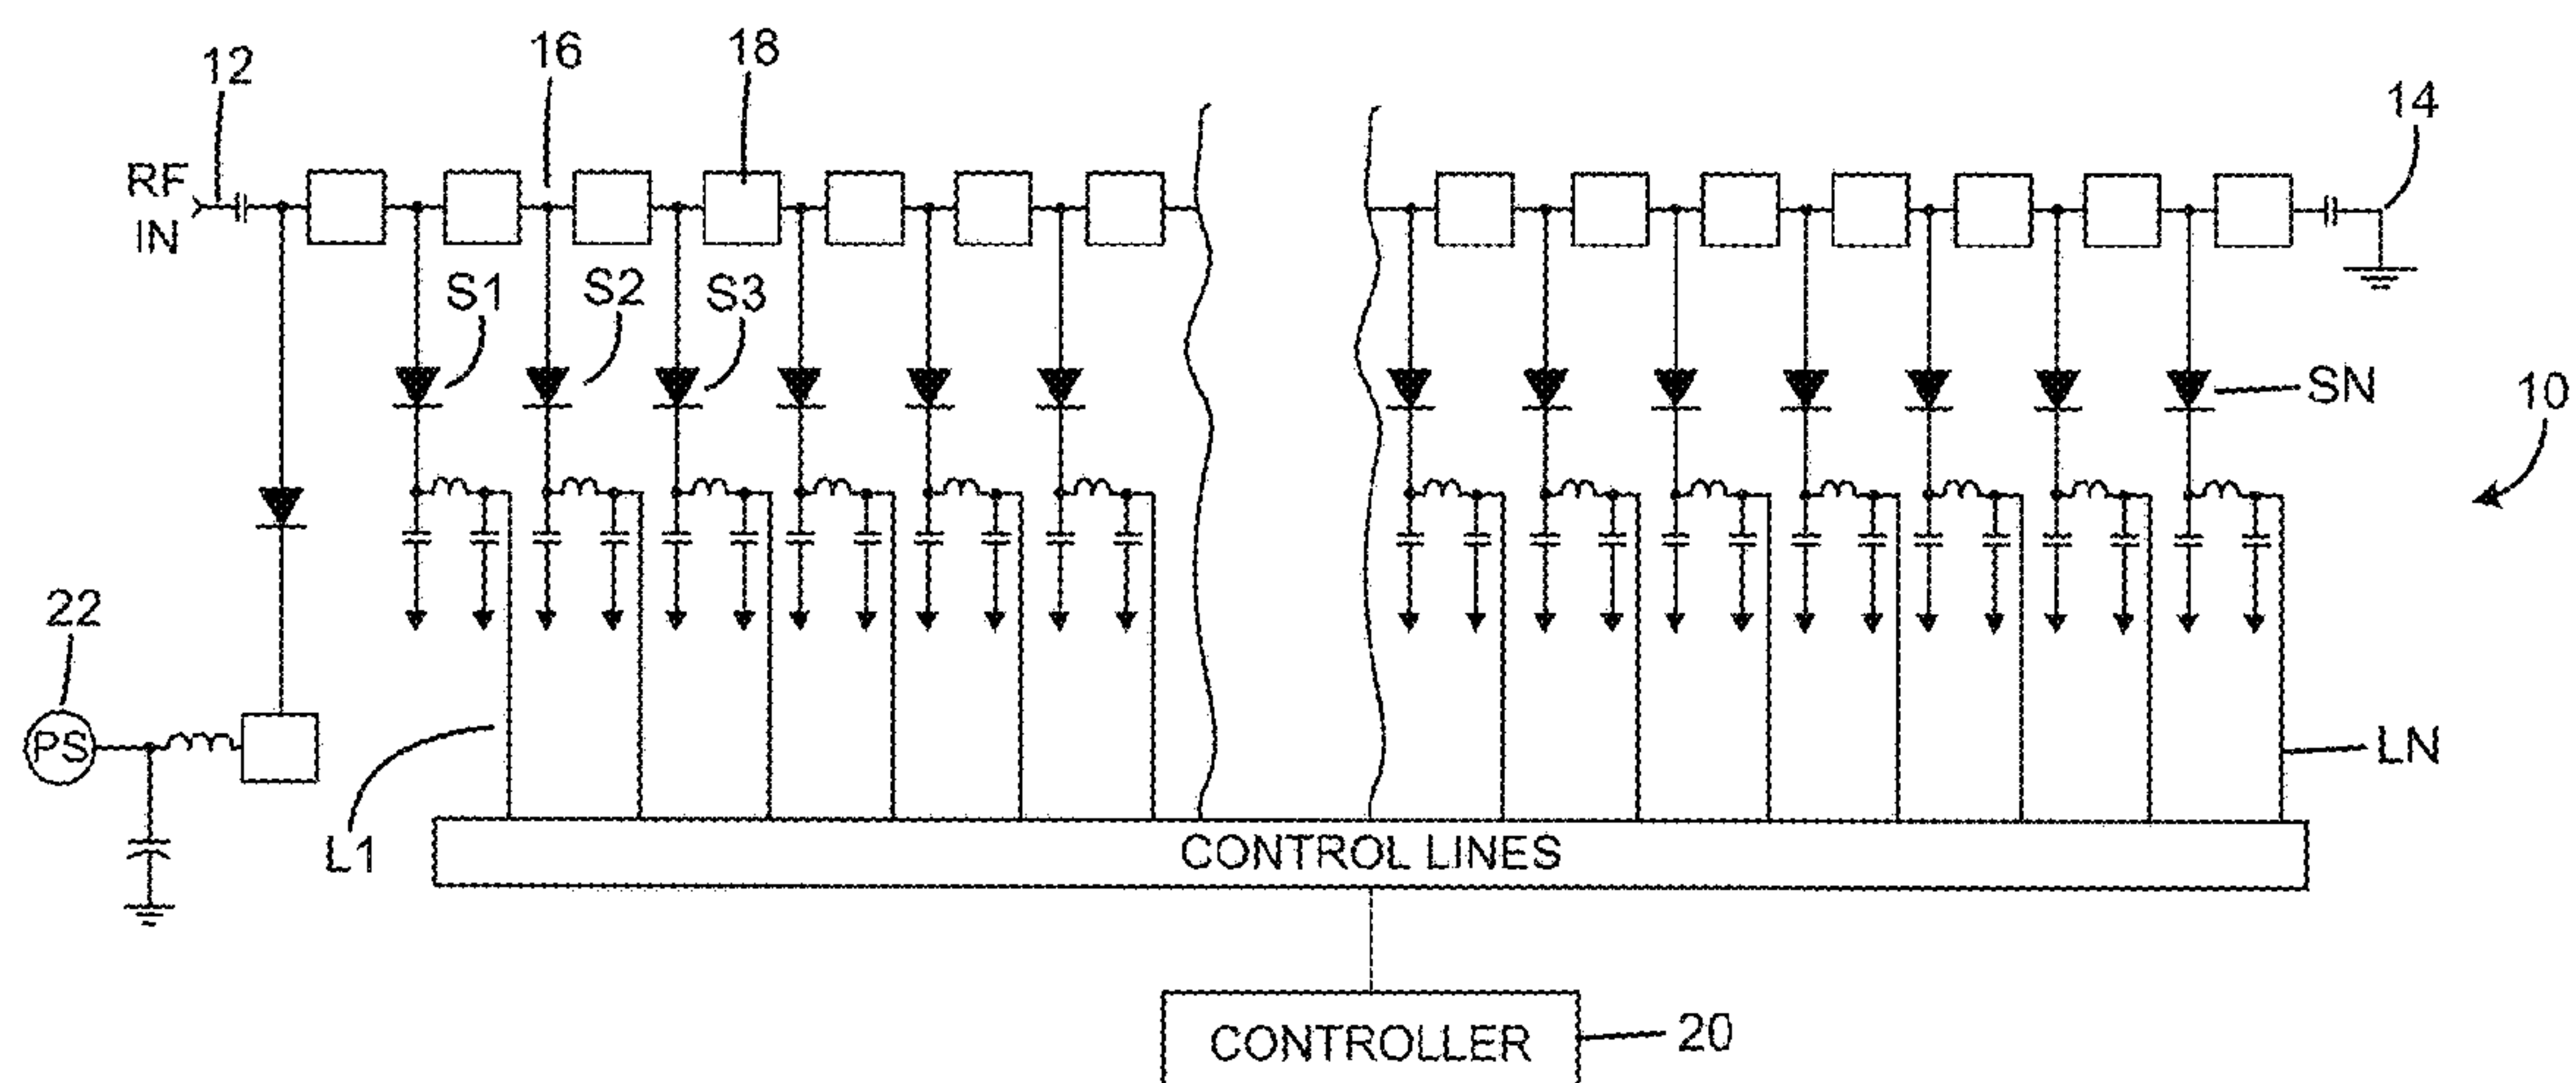 12
16
18
14
RF
IN
S1
S2
S3
SN
10
22
PS
L1
LN
CONTROL LINES
CONTROLLER
20